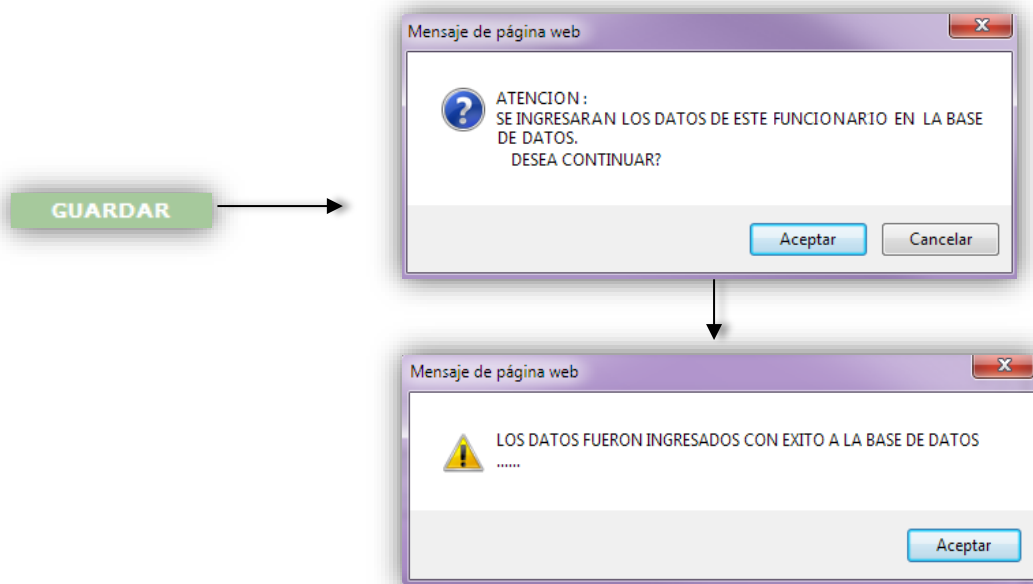 GUARDAR
Mensaje de página web
X
ATENCION :
SE INGRESARAN LOS DATOS DE ESTE FUNCIONARIO EN LA BASE
DE DATOS.
DESEA CONTINUAR?
Aceptar
Cancelar
Mensaje de página web
X
LOS DATOS FUERON INGRESADOS CON EXITO A LA BASE DE DATOS
......
Aceptar